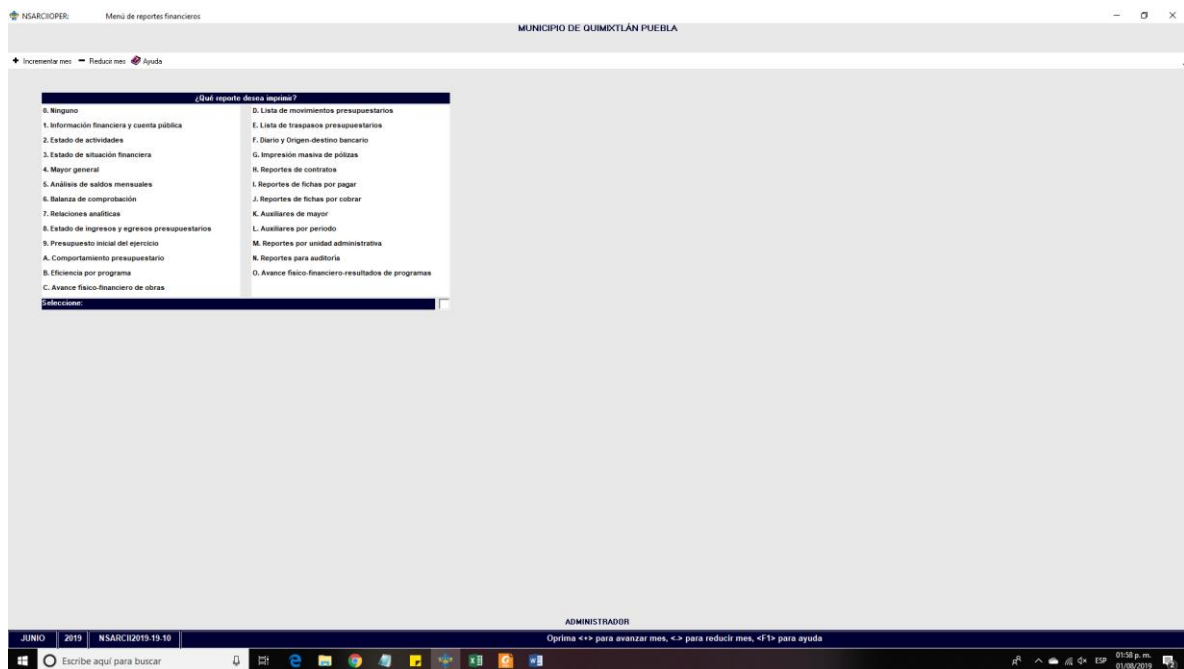 NSARCIIOPER: Menú de reportes financieros
MUNICIPIO DE QUIMIXTLÁN PUEBLA
Incrementar mes Reducir mes Ayuda
¿Qué reporte desea imprimir?
0. Ninguno
1. Información financiera y cuenta pública
2. Estado de actividades
3. Estado de situación financiera
4. Mayor general
5. Análisis de saldos mensuales
6. Balanza de comprobación
7. Relaciones analíticas
8. Estado de ingresos y egresos presupuestarios
9. Presupuesto inicial del ejercicio
A. Comportamiento presupuestario
B. Eficiencia por programa
C. Avance físico-financiero de obras
D. Lista de movimientos presupuestarios
E. Lista de traspasos presupuestarios
F. Diario y Origen-destino bancario
G. Impresión masiva de pólizas
H. Reportes de contratos
I. Reportes de fichas por pagar
J. Reportes de fichas por cobrar
K. Auxiliares de mayor
L. Auxiliares por periodo
M. Reportes por unidad administrativa
N. Reportes para auditoría
O. Avance físico-financiero-resultados de programas
Seleccione:
ADMINISTRADOR
JUNIO 2019 NSARCII2019-19-10 Oprima <+> para avanzar mes, <-> para reducir mes, <F1> para ayuda
Escribe aquí para buscar ESP 01:58 p. m.
01/08/2019